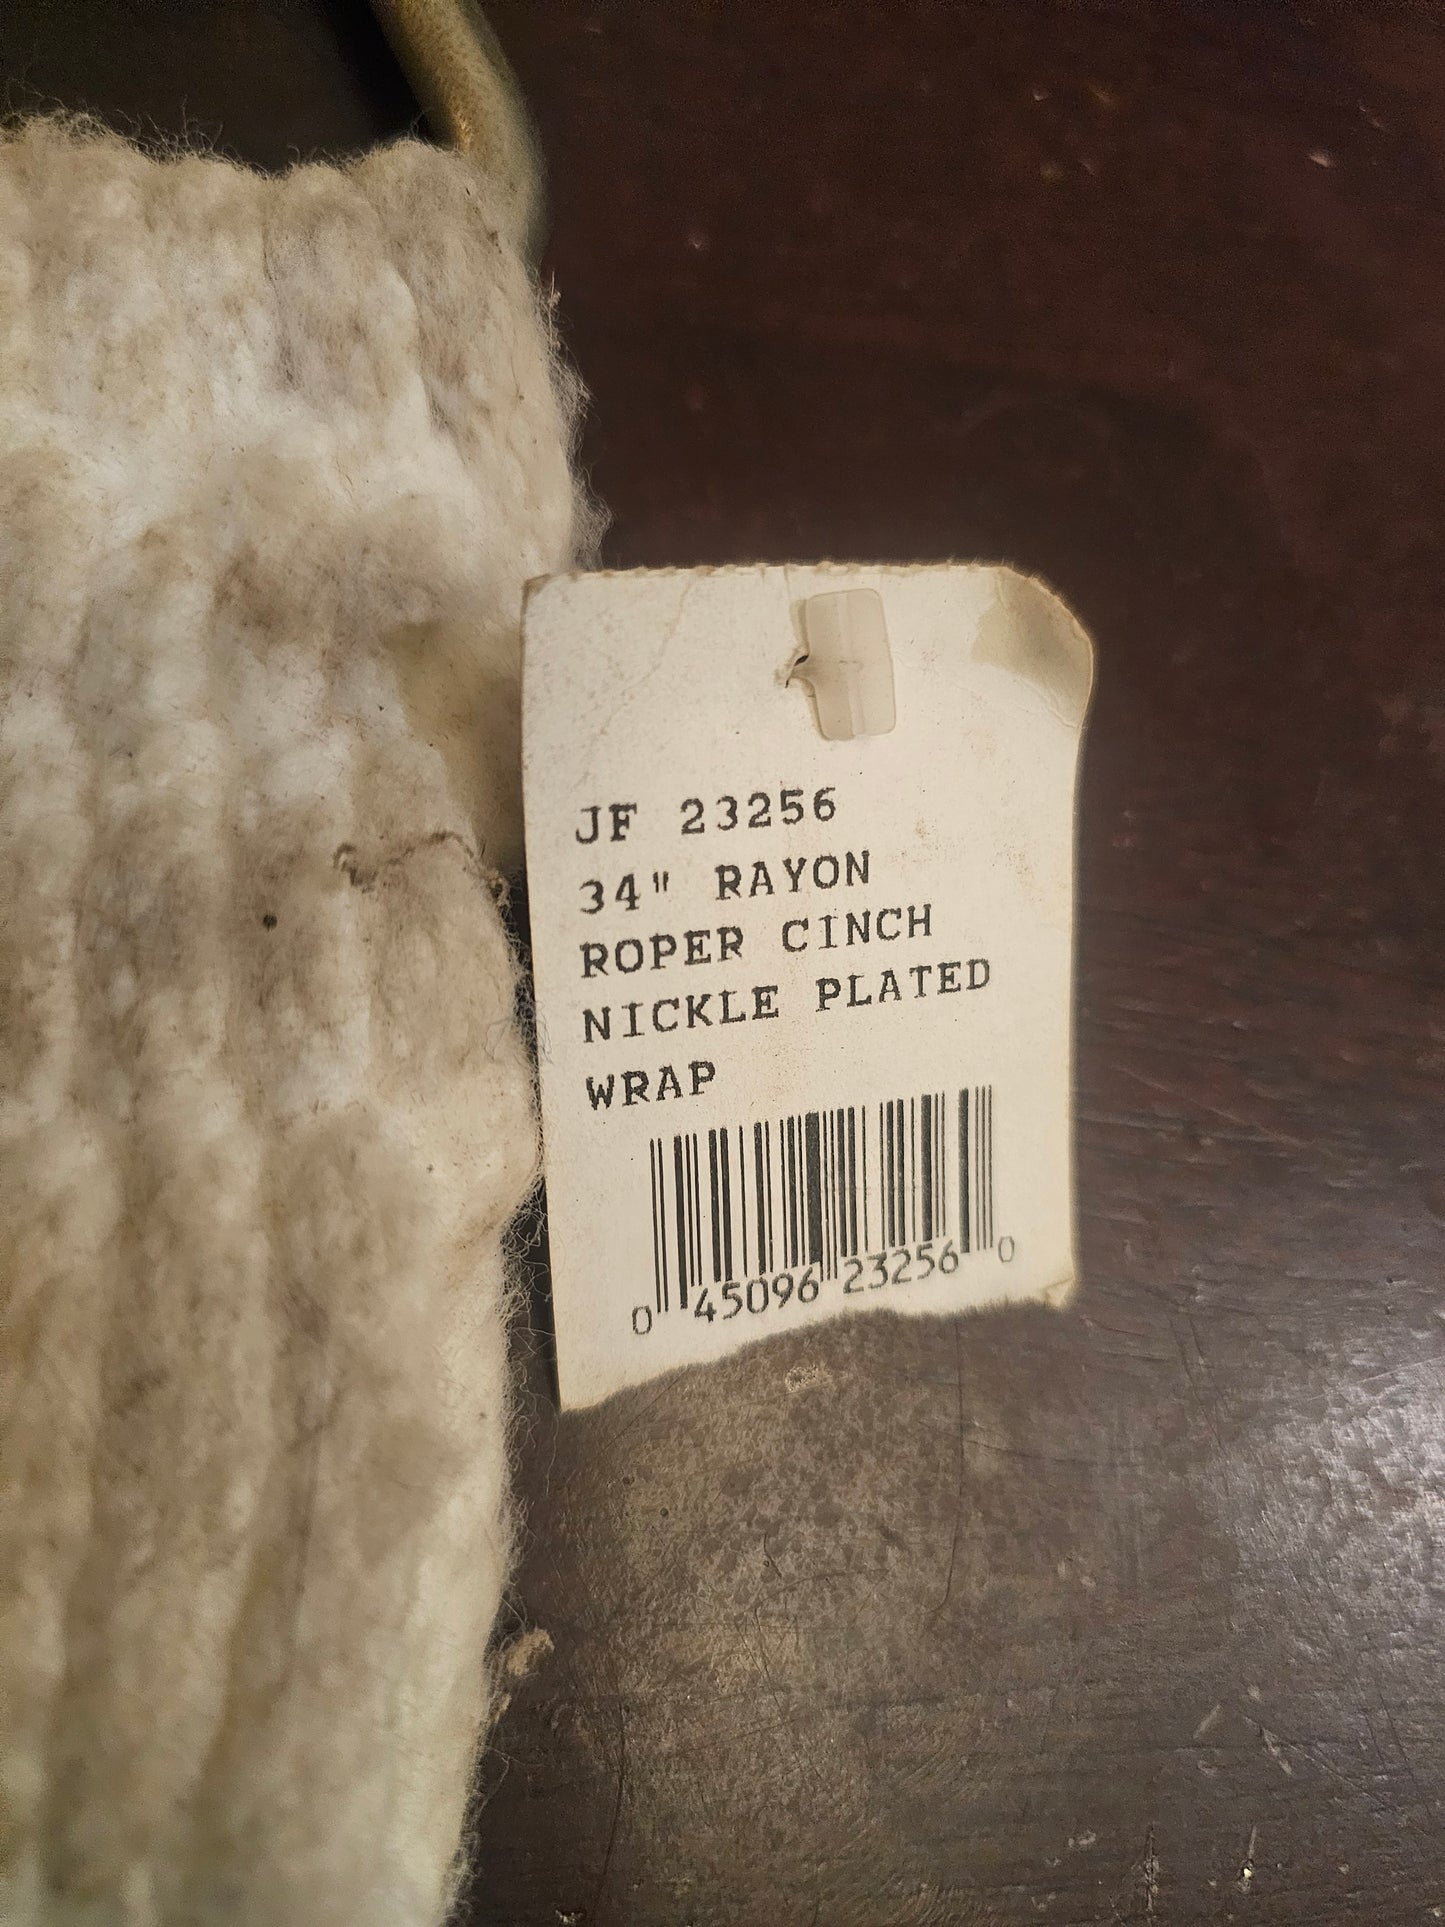 JF 23256
34" RAYON
ROPER CINCH
NICKLE PLATED
WRAP
0 45096 23256 0